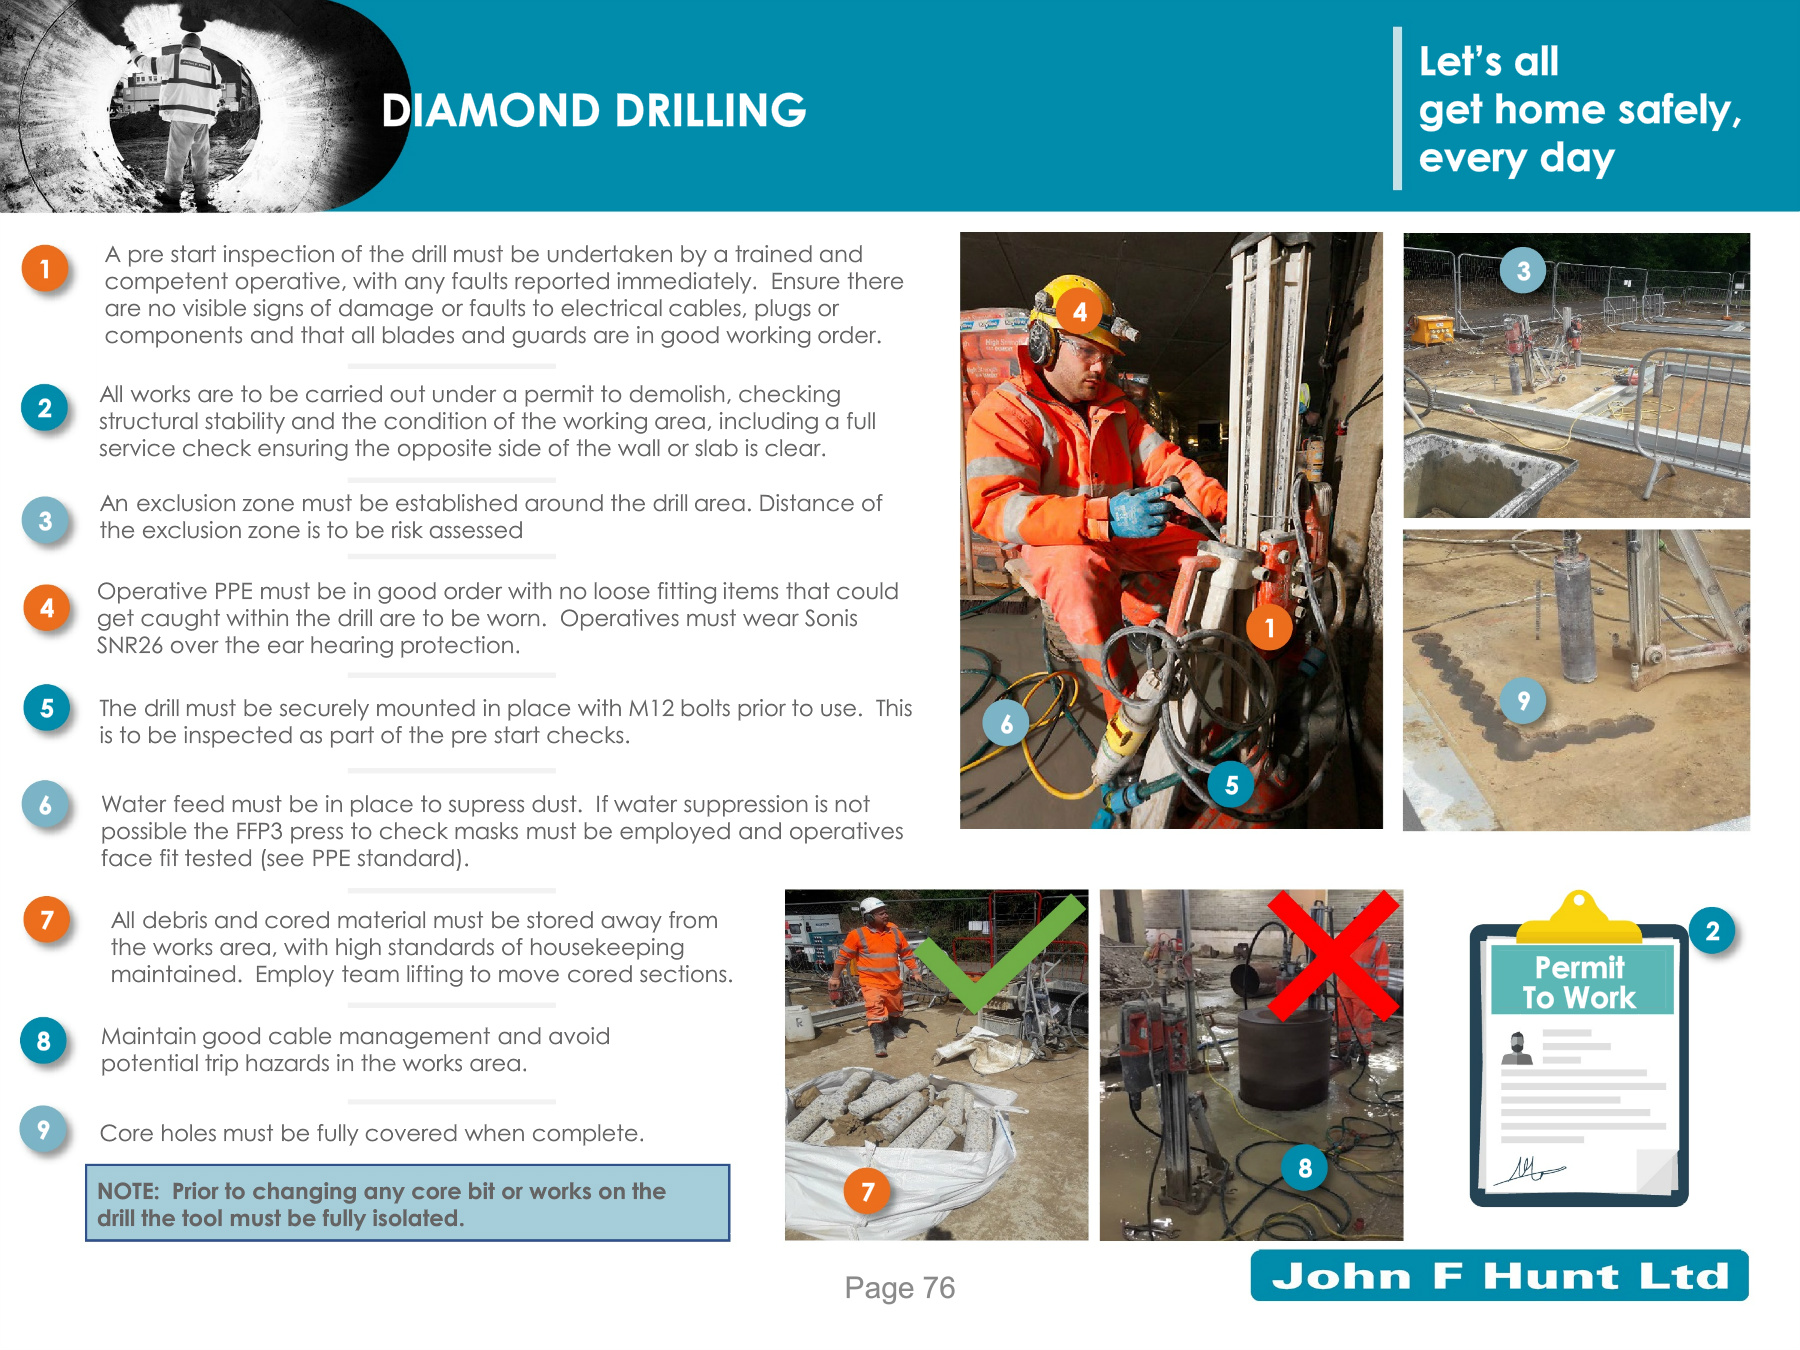 DIAMOND DRILLING
Let's all
get home safely,
every day
1
A pre start inspection of the drill must be undertaken by a trained and
competent operative, with any faults reported immediately.  Ensure there
are no visible signs of damage or faults to electrical cables, plugs or
components and that all blades and guards are in good working order.
2
All works are to be carried out under a permit to demolish, checking
structural stability and the condition of the working area, including a full
service check ensuring the opposite side of the wall or slab is clear.
3
An exclusion zone must be established around the drill area. Distance of
the exclusion zone is to be risk assessed
4
Operative PPE must be in good order with no loose fitting items that could
get caught within the drill are to be worn.  Operatives must wear Sonis
SNR26 over the ear hearing protection.
5
The drill must be securely mounted in place with M12 bolts prior to use.  This
is to be inspected as part of the pre start checks.
6
Water feed must be in place to supress dust.  If water suppression is not
possible the FFP3 press to check masks must be employed and operatives
face fit tested (see PPE standard).
7
All debris and cored material must be stored away from
the works area, with high standards of housekeeping
maintained.  Employ team lifting to move cored sections.
8
Maintain good cable management and avoid
potential trip hazards in the works area.
9
Core holes must be fully covered when complete.
NOTE:  Prior to changing any core bit or works on the
drill the tool must be fully isolated.
4
1
6
5
3
9
7
8
2
Permit
To Work
Page 76
John F Hunt Ltd